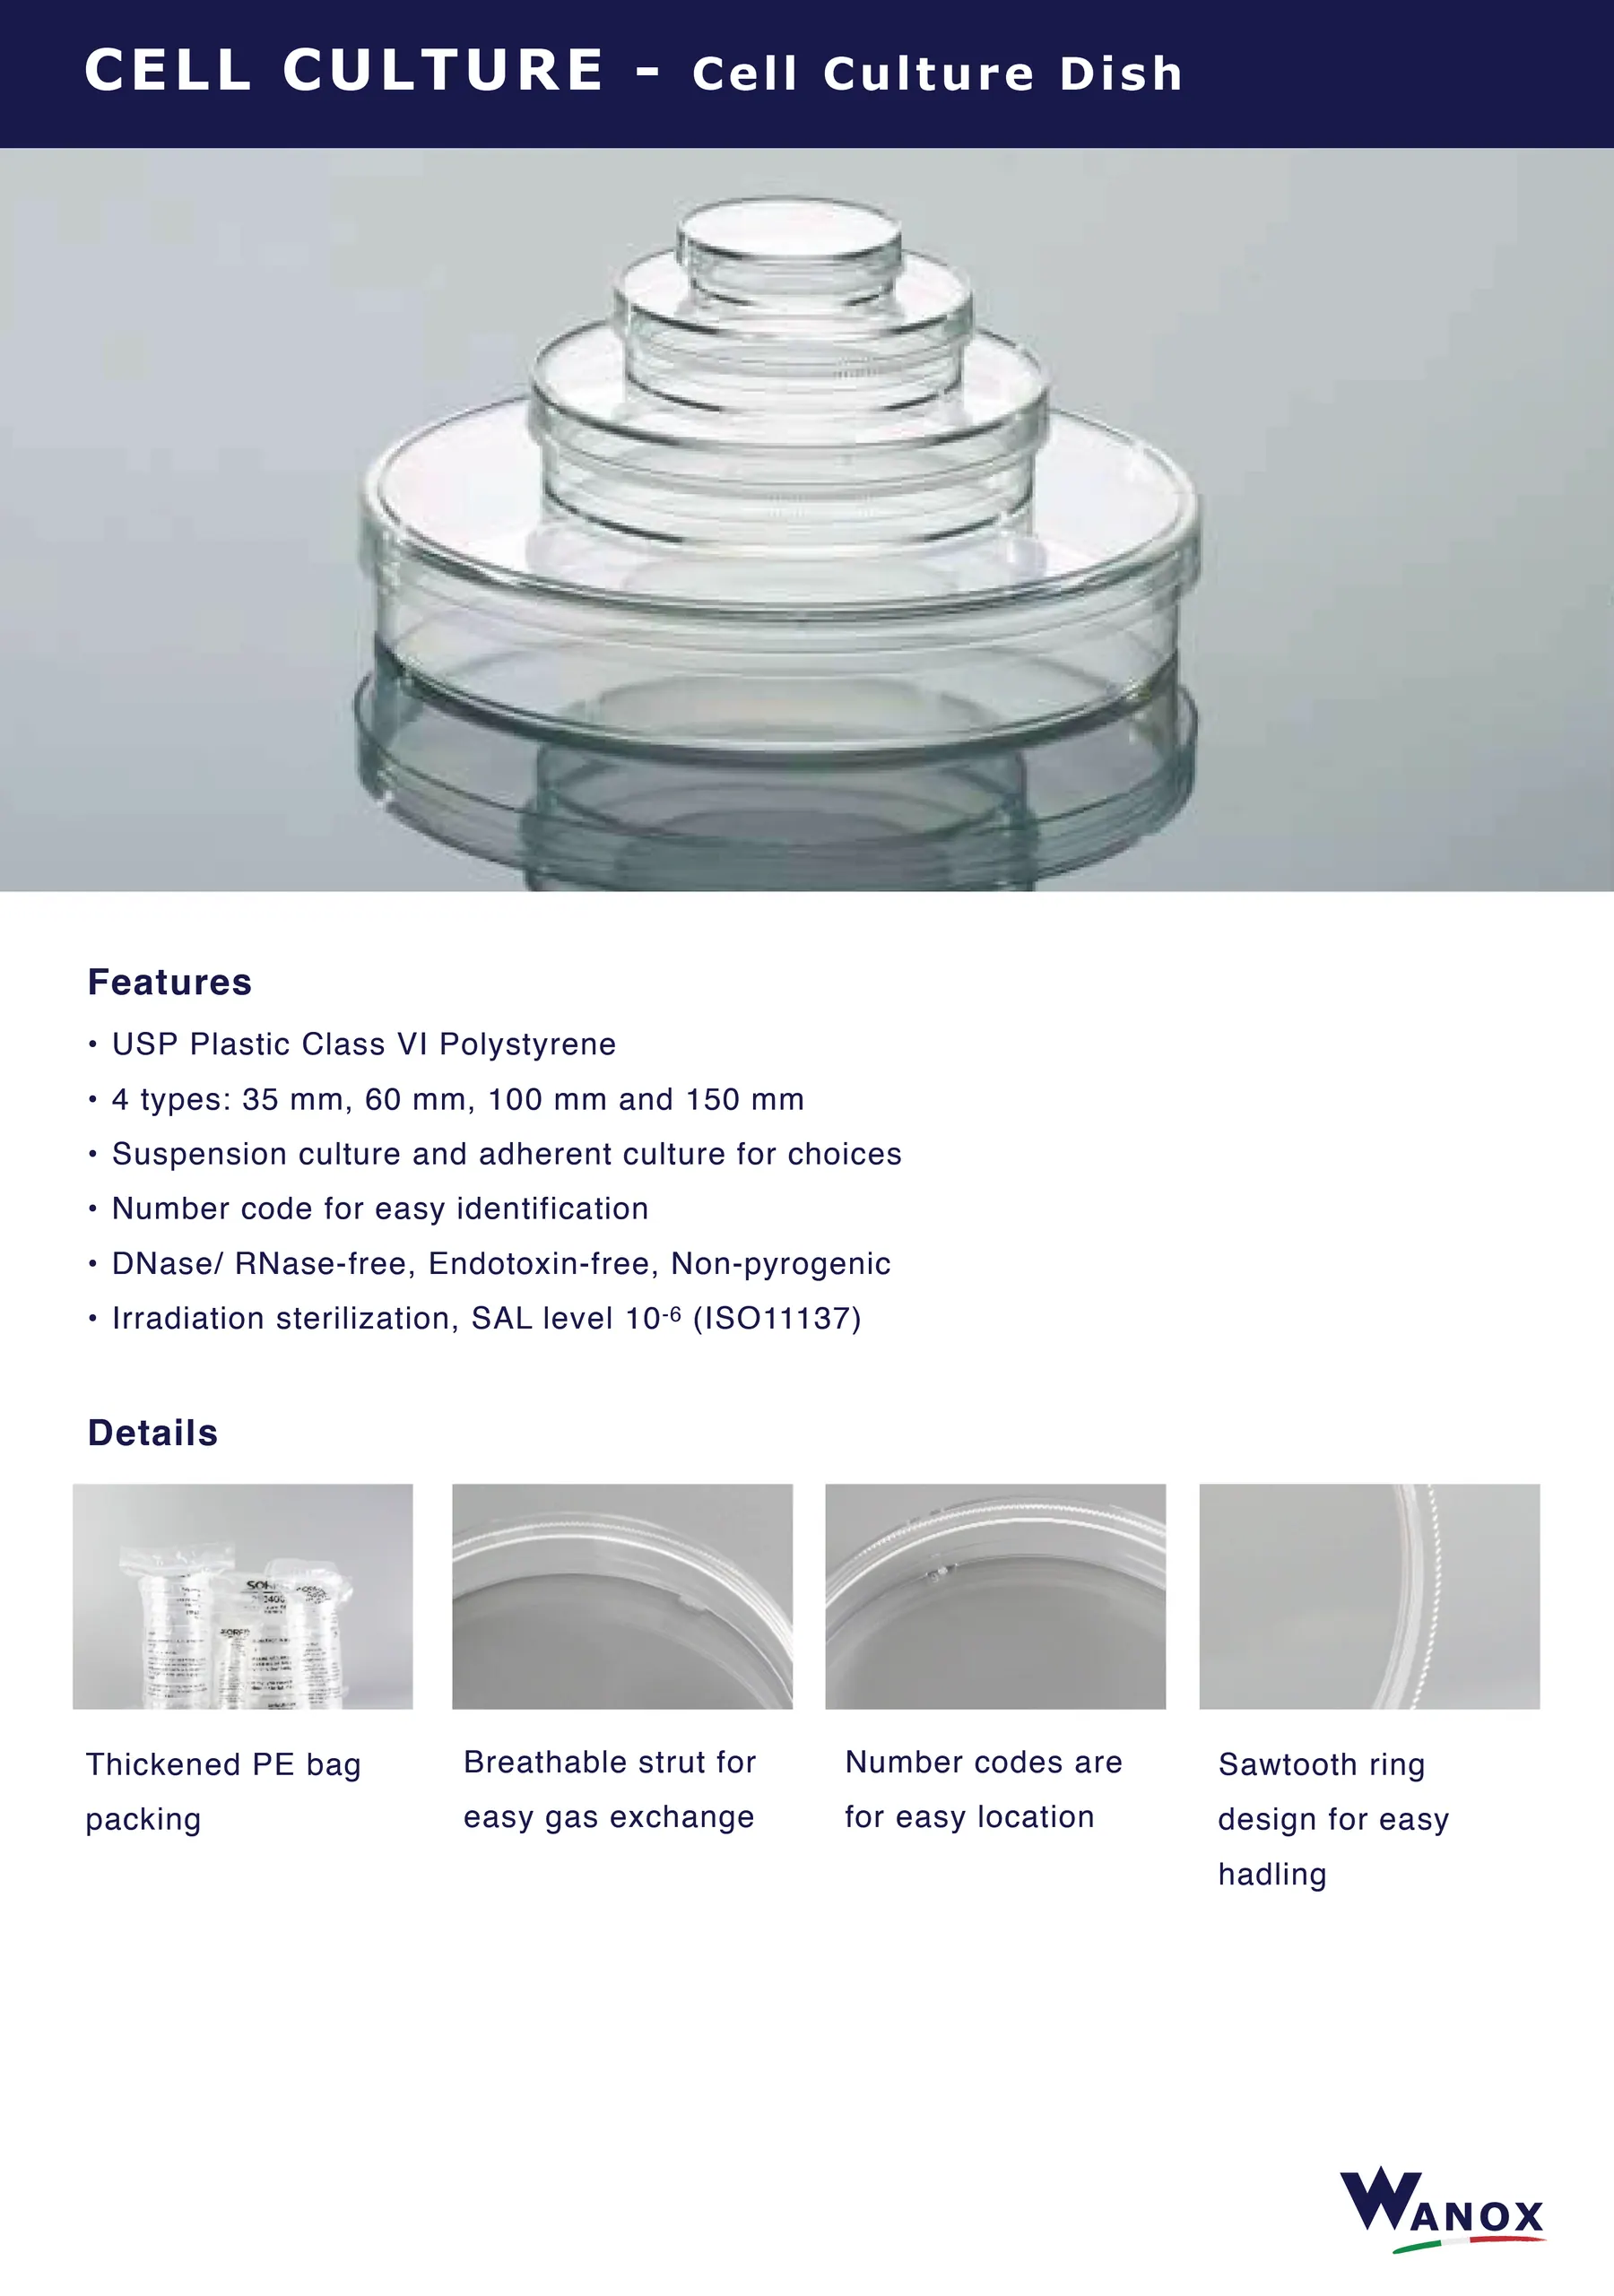 CELL CULTURE - Cell Culture Dish
Features
• USP Plastic Class VI Polystyrene
• 4 types: 35 mm, 60 mm, 100 mm and 150 mm
• Suspension culture and adherent culture for choices
• Number code for easy identification
• DNase/ RNase-free, Endotoxin-free, Non-pyrogenic
• Irradiation sterilization, SAL level 10⁻⁶ (ISO11137)
Details
Thickened PE bag
packing
Breathable strut for
easy gas exchange
Number codes are
for easy location
Sawtooth ring
design for easy
hadling
WANOX